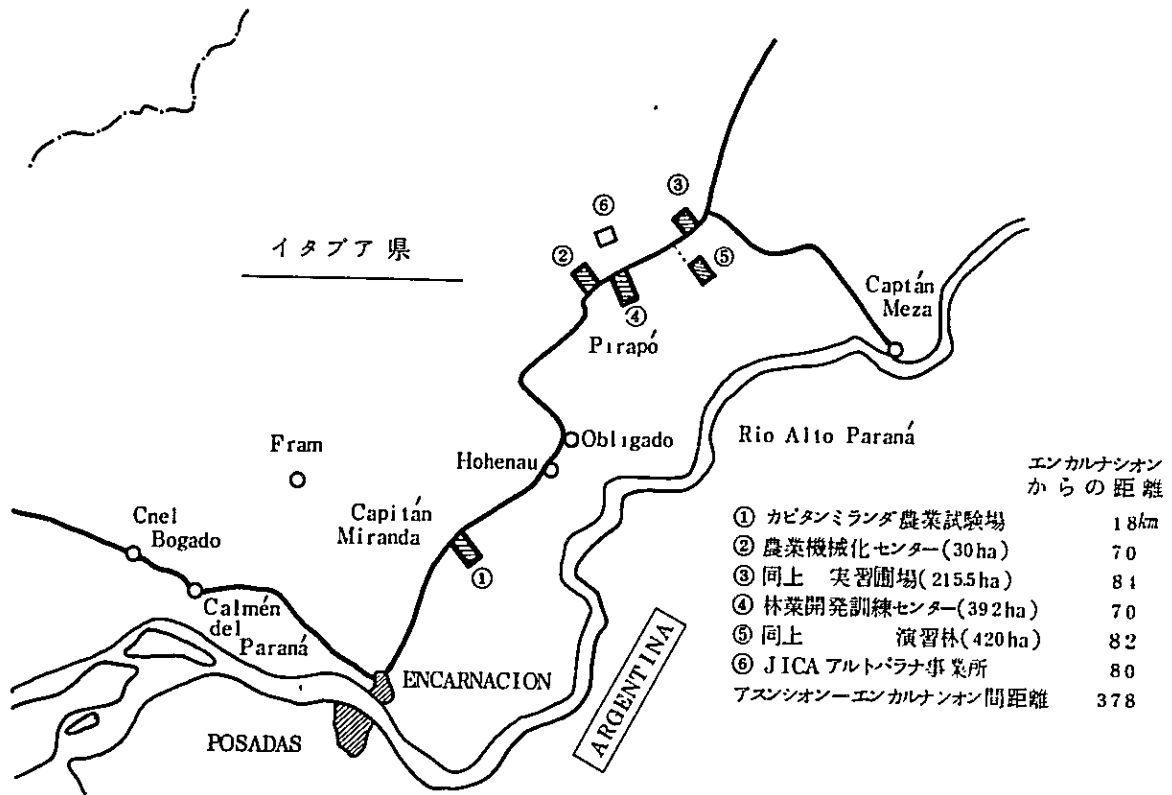 ③
⑥
イタプア県
②
⑤
④
Captán
Meza
Pirapó
Obligado
Rio Alto Paraná
Fram
Hohenau
Capitán
Miranda
Cnel
Bogado
①
Calmén
del
Paraná
ENCARNACION
ARGENTINA
POSADAS
エンカルナシオン
からの距離
① カピタンミランダ農業試験場 18km
② 農業機械化センター(30ha) 70
③ 同上 実習圃場(215.5ha) 84
④ 林業開発訓練センター(392ha) 70
⑤ 同上 演習林(420ha) 82
⑥ JICAアルトパラナ事業所 80
アスンシオンーエンカルナシオン間距離 378